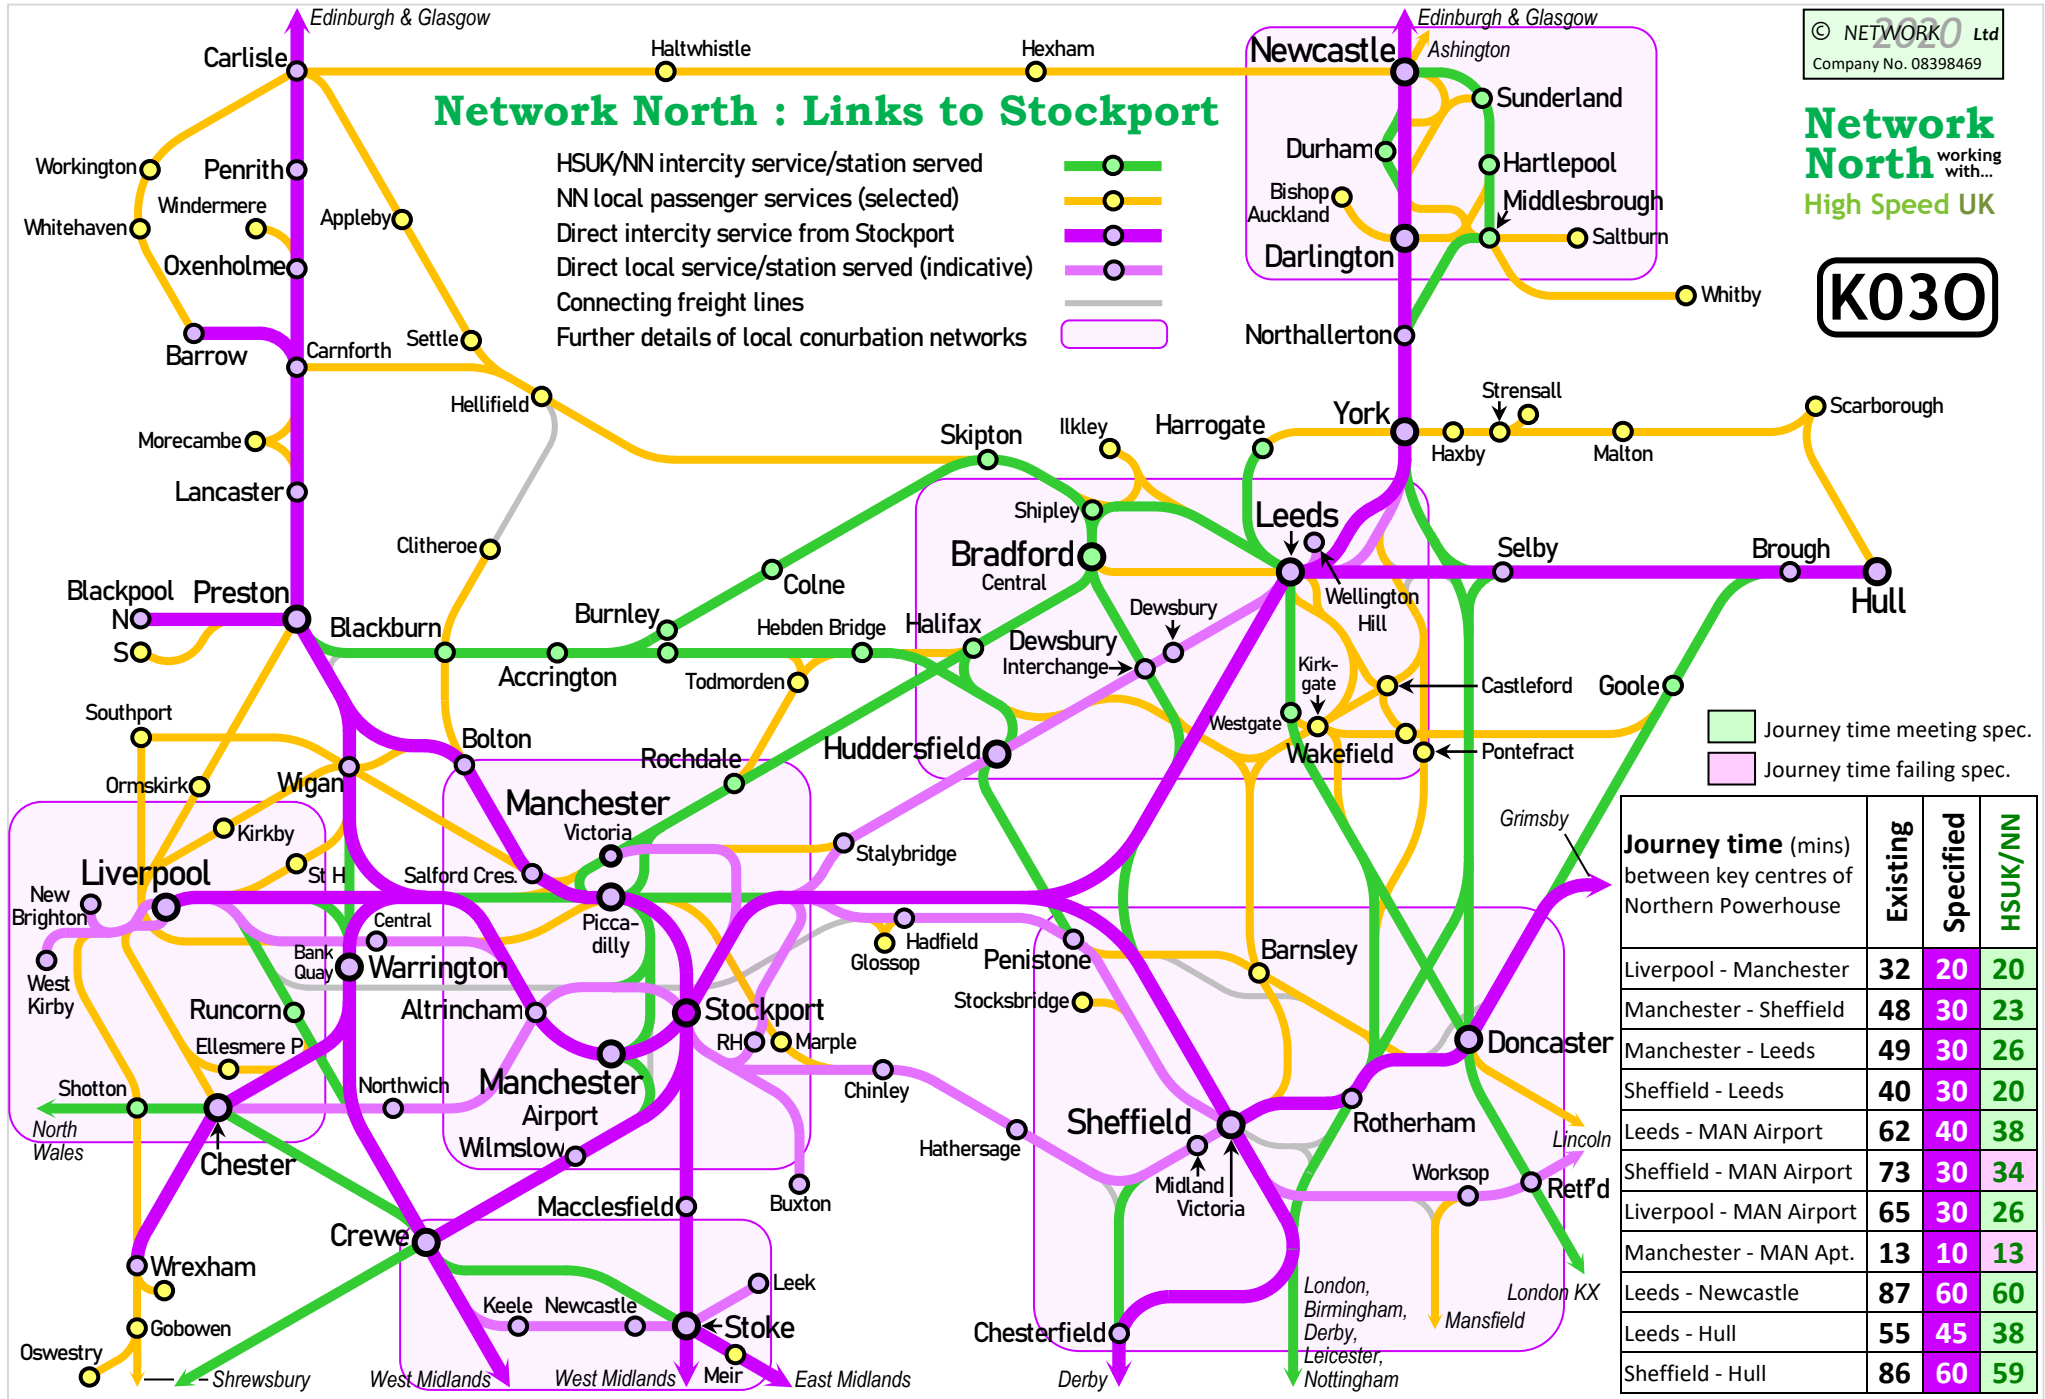 Edinburgh & Glasgow
Edinburgh & Glasgow
© NETWORK 2020 Ltd
Company No. 08398469
Carlisle
Haltwhistle
Hexham
Newcastle
Ashington
Network North : Links to Stockport
Sunderland
Network
North working with...
High Speed UK
HSUK/NN intercity service/station served
NN local passenger services (selected)
Direct intercity service from Stockport
Direct local service/station served (indicative)
Connecting freight lines
Further details of local conurbation networks
Durham
Hartlepool
Bishop
Auckland
Middlesbrough
Saltburn
Darlington
Whitby
K03O
Workington
Penrith
Windermere
Whitehaven
Appleby
Oxenholme
Barrow
Carnforth
Settle
Hellifield
Northallerton
Morecambe
Lancaster
Skipton
Ilkley
Harrogate
York
Strensall
Haxby
Malton
Scarborough
Clitheroe
Shipley
Leeds
Bradford
Central
Selby
Brough
Hull
Colne
Blackpool
N
S
Preston
Blackburn
Burnley
Accrington
Hebden Bridge
Halifax
Todmorden
Dewsbury
Dewsbury
Interchange
Wellington
Hill
Kirk-
gate
Westgate
Wakefield
Castleford
Pontefract
Goole
Southport
Ormskirk
Wigan
Bolton
Rochdale
Huddersfield
Journey time meeting spec.
Journey time failing spec.
Kirkby
St H
Liverpool
New
Brighton
West
Kirby
Manchester
Victoria
Salford Cres.
Picca-
dilly
Stalybridge
Central
Bank
Quay
Warrington
Hadfield
Glossop
Penistone
Barnsley
Stocksbridge
Grimsby
Runcorn
Altrincham
Stockport
RH
Marple
Ellesmere P
Shotton
Northwich
Manchester
Airport
Chinley
Doncaster
North
Wales
Chester
Wilmslow
Hathersage
Sheffield
Midland
Victoria
Rotherham
Worksop
Lincoln
Retf'd
Macclesfield
Buxton
Crewe
Wrexham
Gobowen
Oswestry
Shrewsbury
Keele
Newcastle
Leek
Stoke
Meir
West Midlands
West Midlands
East Midlands
Chesterfield
Derby
London,
Birmingham,
Derby,
Leicester,
Nottingham
Mansfield
London KX
Journey time (mins)
between key centres of
Northern Powerhouse
Existing
Specified
HSUK/NN
Liverpool - Manchester 32 20 20
Manchester - Sheffield 48 30 23
Manchester - Leeds 49 30 26
Sheffield - Leeds 40 30 20
Leeds - MAN Airport 62 40 38
Sheffield - MAN Airport 73 30 34
Liverpool - MAN Airport 65 30 26
Manchester - MAN Apt. 13 10 13
Leeds - Newcastle 87 60 60
Leeds - Hull 55 45 38
Sheffield - Hull 86 60 59